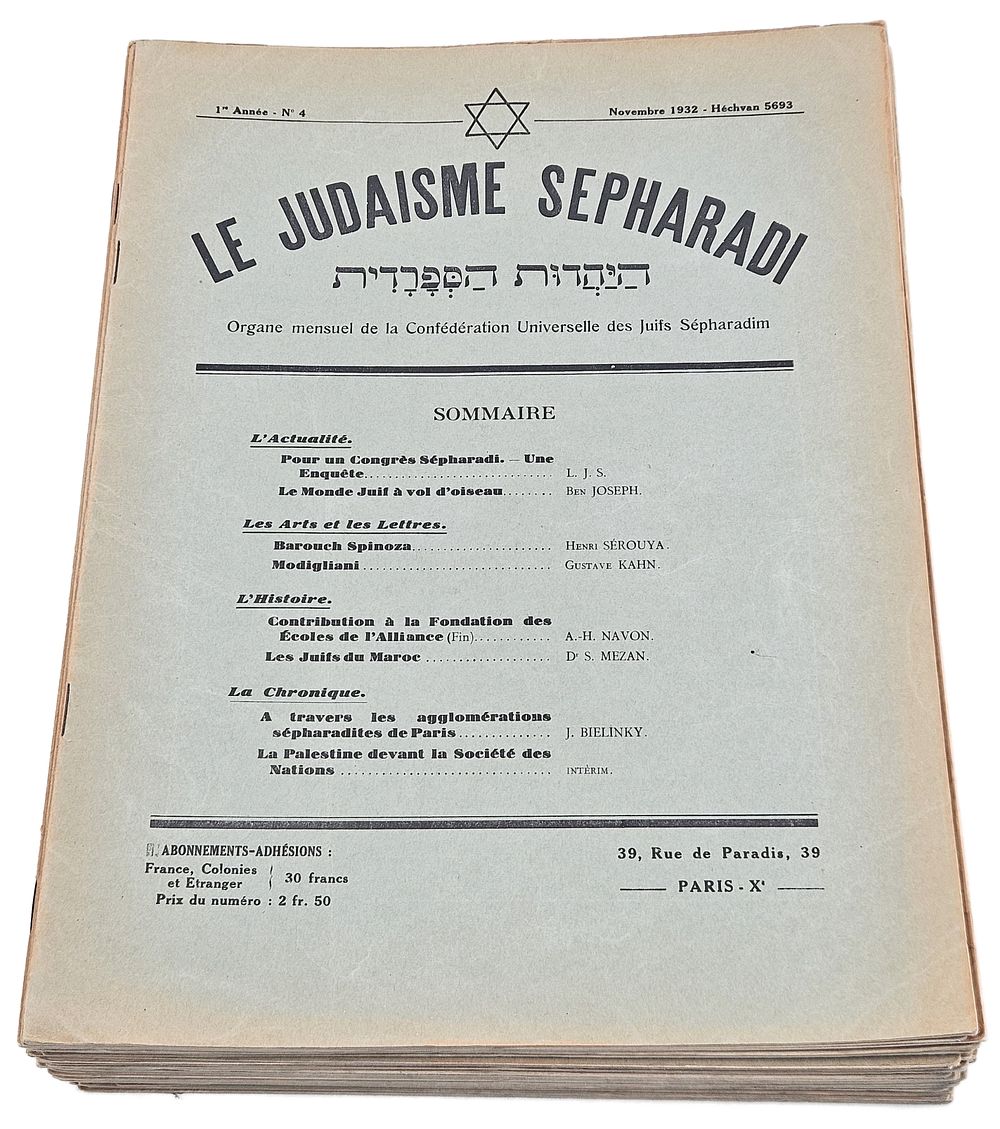 1re Année - N° 4
Novembre 1932 - Héchvan 5693
LE JUDAISME SEPHARADI
הַיַּהֲדוּת הַסְּפָרָדִית
Organe mensuel de la Confédération Universelle des Juifs Sépharadim
SOMMAIRE
L'Actualité.
Pour un Congrès Sépharadi. — Une
Enquête.............................. L. J. S.
Le Monde Juif à vol d'oiseau........ BEN JOSEPH.
Les Arts et les Lettres.
Barouch Spinoza...................... HENRI SÉROUYA.
Modigliani.............................. GUSTAVE KAHN.
L'Histoire.
Contribution à la Fondation des
Écoles de l'Alliance (Fin)............ A.-H. NAVON.
Les Juifs du Maroc.................... Dr S. MEZAN.
La Chronique.
A travers les agglomérations
sépharadites de Paris.............. J. BIELINKY.
La Palestine devant la Société des
Nations.................................. INTÉRIM.
ABONNEMENTS-ADHÉSIONS :
France, Colonies
et Etranger
30 francs
Prix du numéro : 2 fr. 50
39, Rue de Paradis, 39
PARIS - Xe